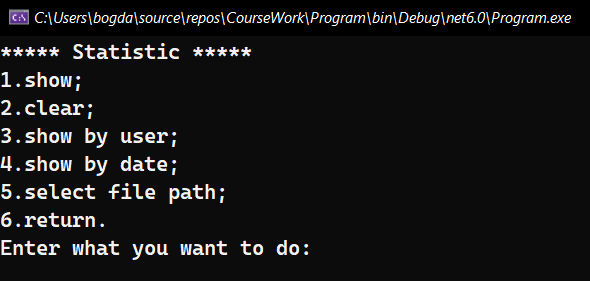 C:\Users\bogda\source\repos\CourseWork\Program\bin\Debug\net6.0\Program.exe
***** Statistic *****
1.show;
2.clear;
3.show by user;
4.show by date;
5.select file path;
6.return.
Enter what you want to do: